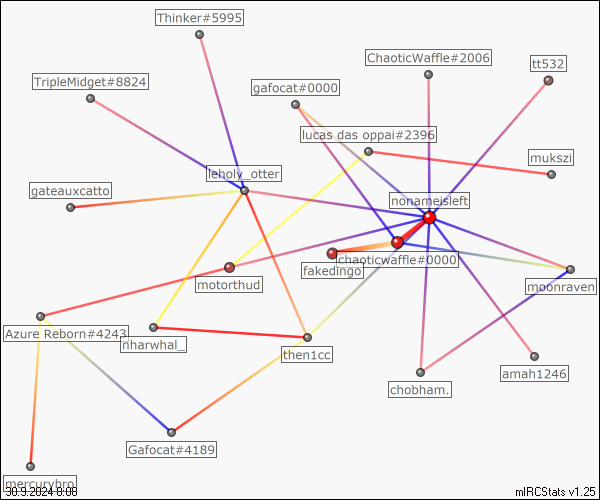 Thinker#5995
ChaoticWaffle#2006
tt532
TripleMidget#8824
gafocat#0000
lucas das oppai#2396
mukszi
leholy_otter
gateauxcatto
nonameisleft
chaoticwaffle#0000
fakedingo
motorthud
moonraven
Azure Reborn#4243
nharwhal_
then1cc
amah1246
chobham.
Gafocat#4189
mercurybro
30.9.2024 0:08
mIRCStats v1.25